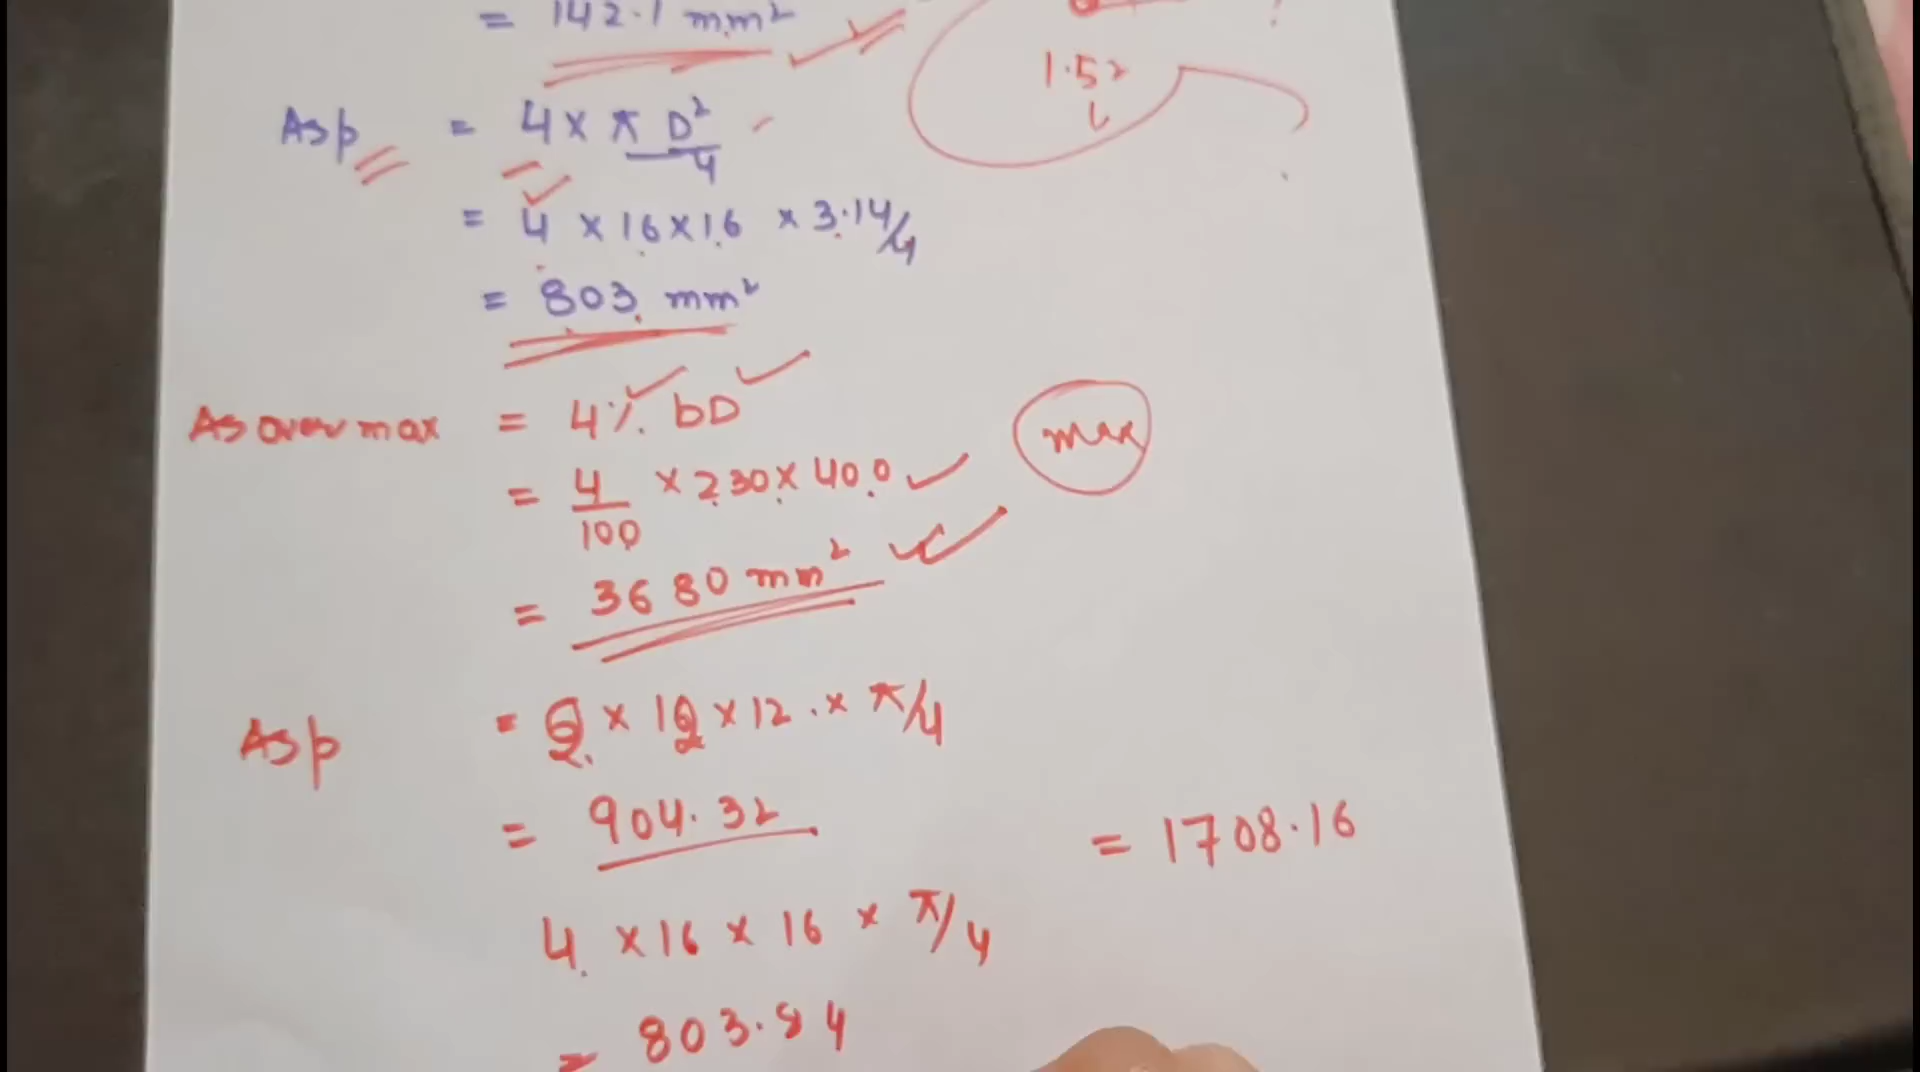 = 142.1 mm²
1.52
Asp = 4 × π D²/4
= 4 × 16 × 16 × 3.14/4
= 803 mm²
As over max = 4% bD
max
= 4/100 × 230 × 400
= 3680 mm²
Asp = 8 × 12 × 12 × π/4
= 904.32
= 1708.16
4 × 16 × 16 × π/4
= 803.84